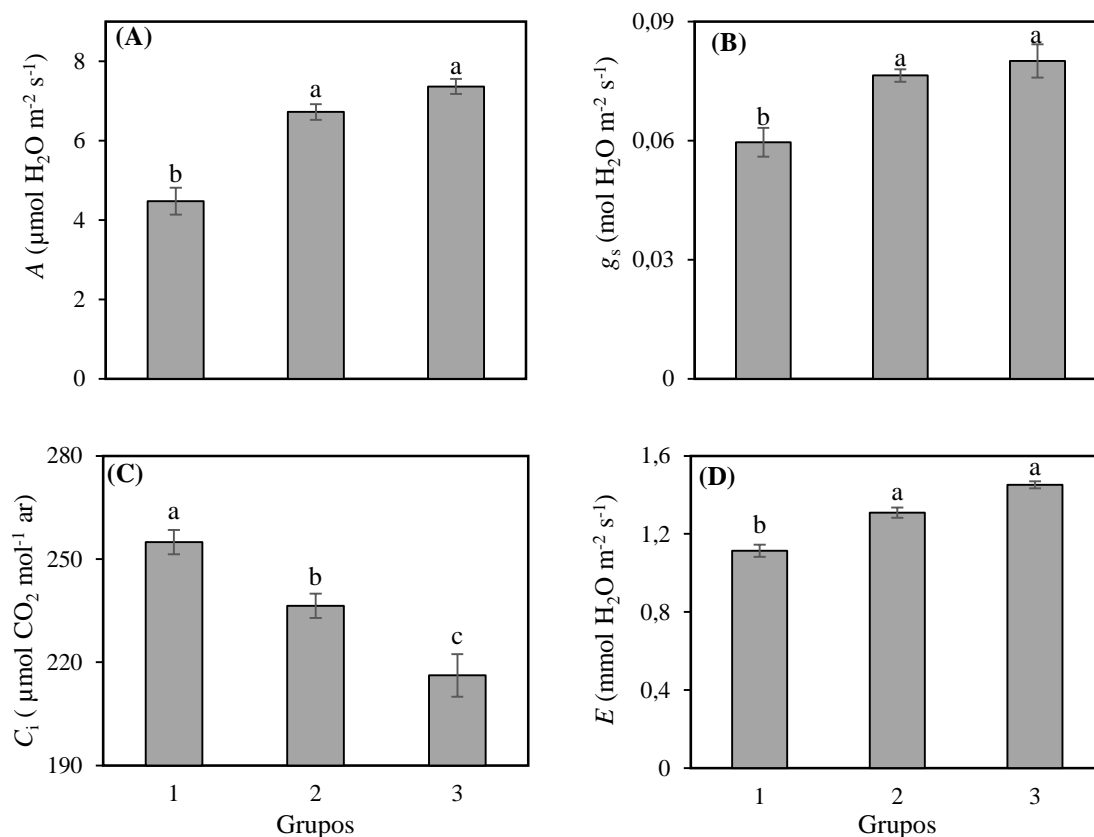 (A)
A (µmol H₂O m⁻² s⁻¹)
8
6
4
2
0
b
a
a
(B)
gₛ (mol H₂O m⁻² s⁻¹)
0,09
0,06
0,03
0
b
a
a
(C)
Cᵢ ( µmol CO₂ mol⁻¹ ar)
280
250
220
190
a
b
c
1 2 3
Grupos
(D)
E (mmol H₂O m⁻² s⁻¹)
1,6
1,2
0,8
0,4
0
b
a
a
1 2 3
Grupos